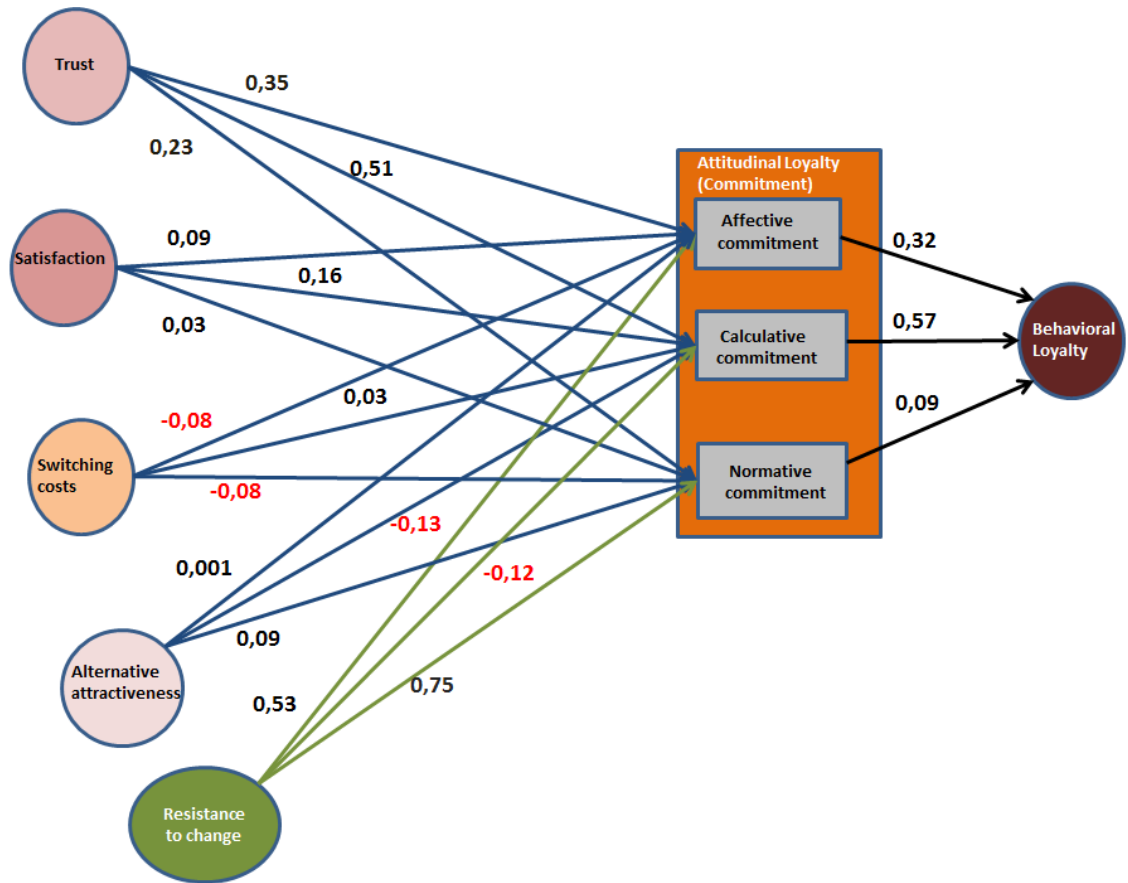 Trust
0,35
0,23
0,51
Attitudinal Loyalty
(Commitment)
Affective
commitment
0,09
Satisfaction
0,16
0,32
0,03
0,57
Behavioral
Loyalty
Calculative
commitment
0,03
-0,08
0,09
Switching
costs
-0,08
Normative
commitment
-0,13
0,001
-0,12
0,09
Alternative
attractiveness
0,75
0,53
Resistance
to change